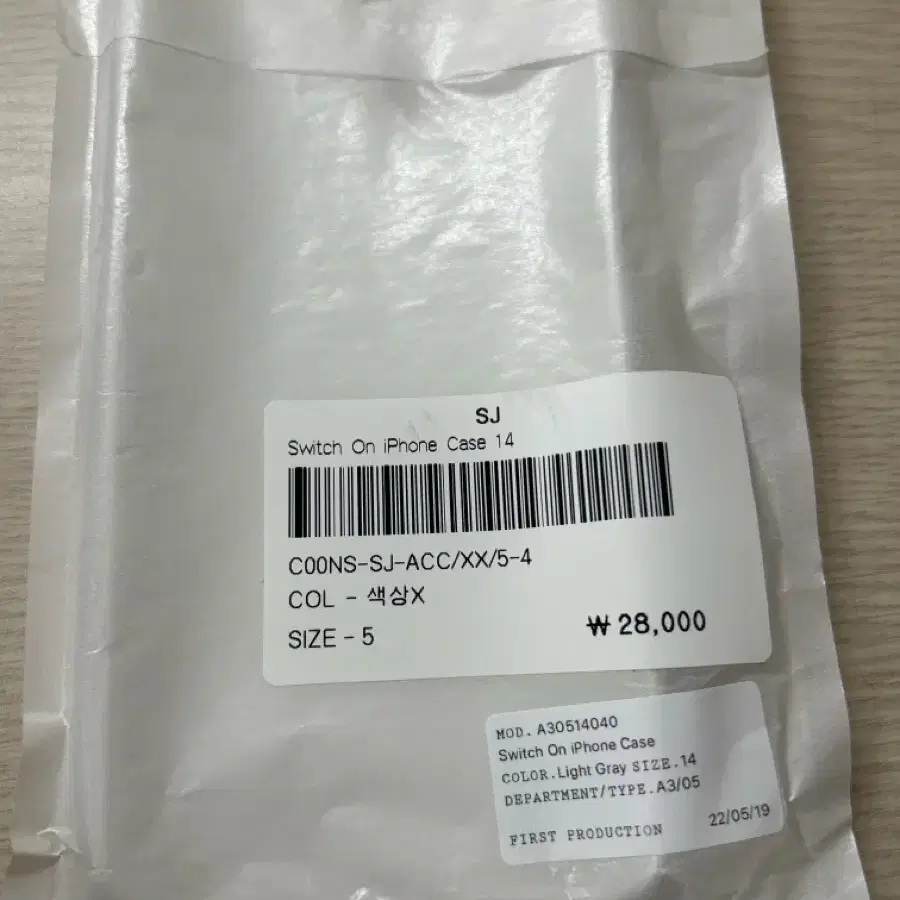 SJ
Switch On iPhone Case 14
C00NS-SJ-ACC/XX/5-4
COL - 색상X
SIZE - 5
₩ 28,000
MOD. A30514040
Switch On iPhone Case
COLOR. Light Gray SIZE. 14
DEPARTMENT/TYPE. A3/05
FIRST PRODUCTION 22/05/19